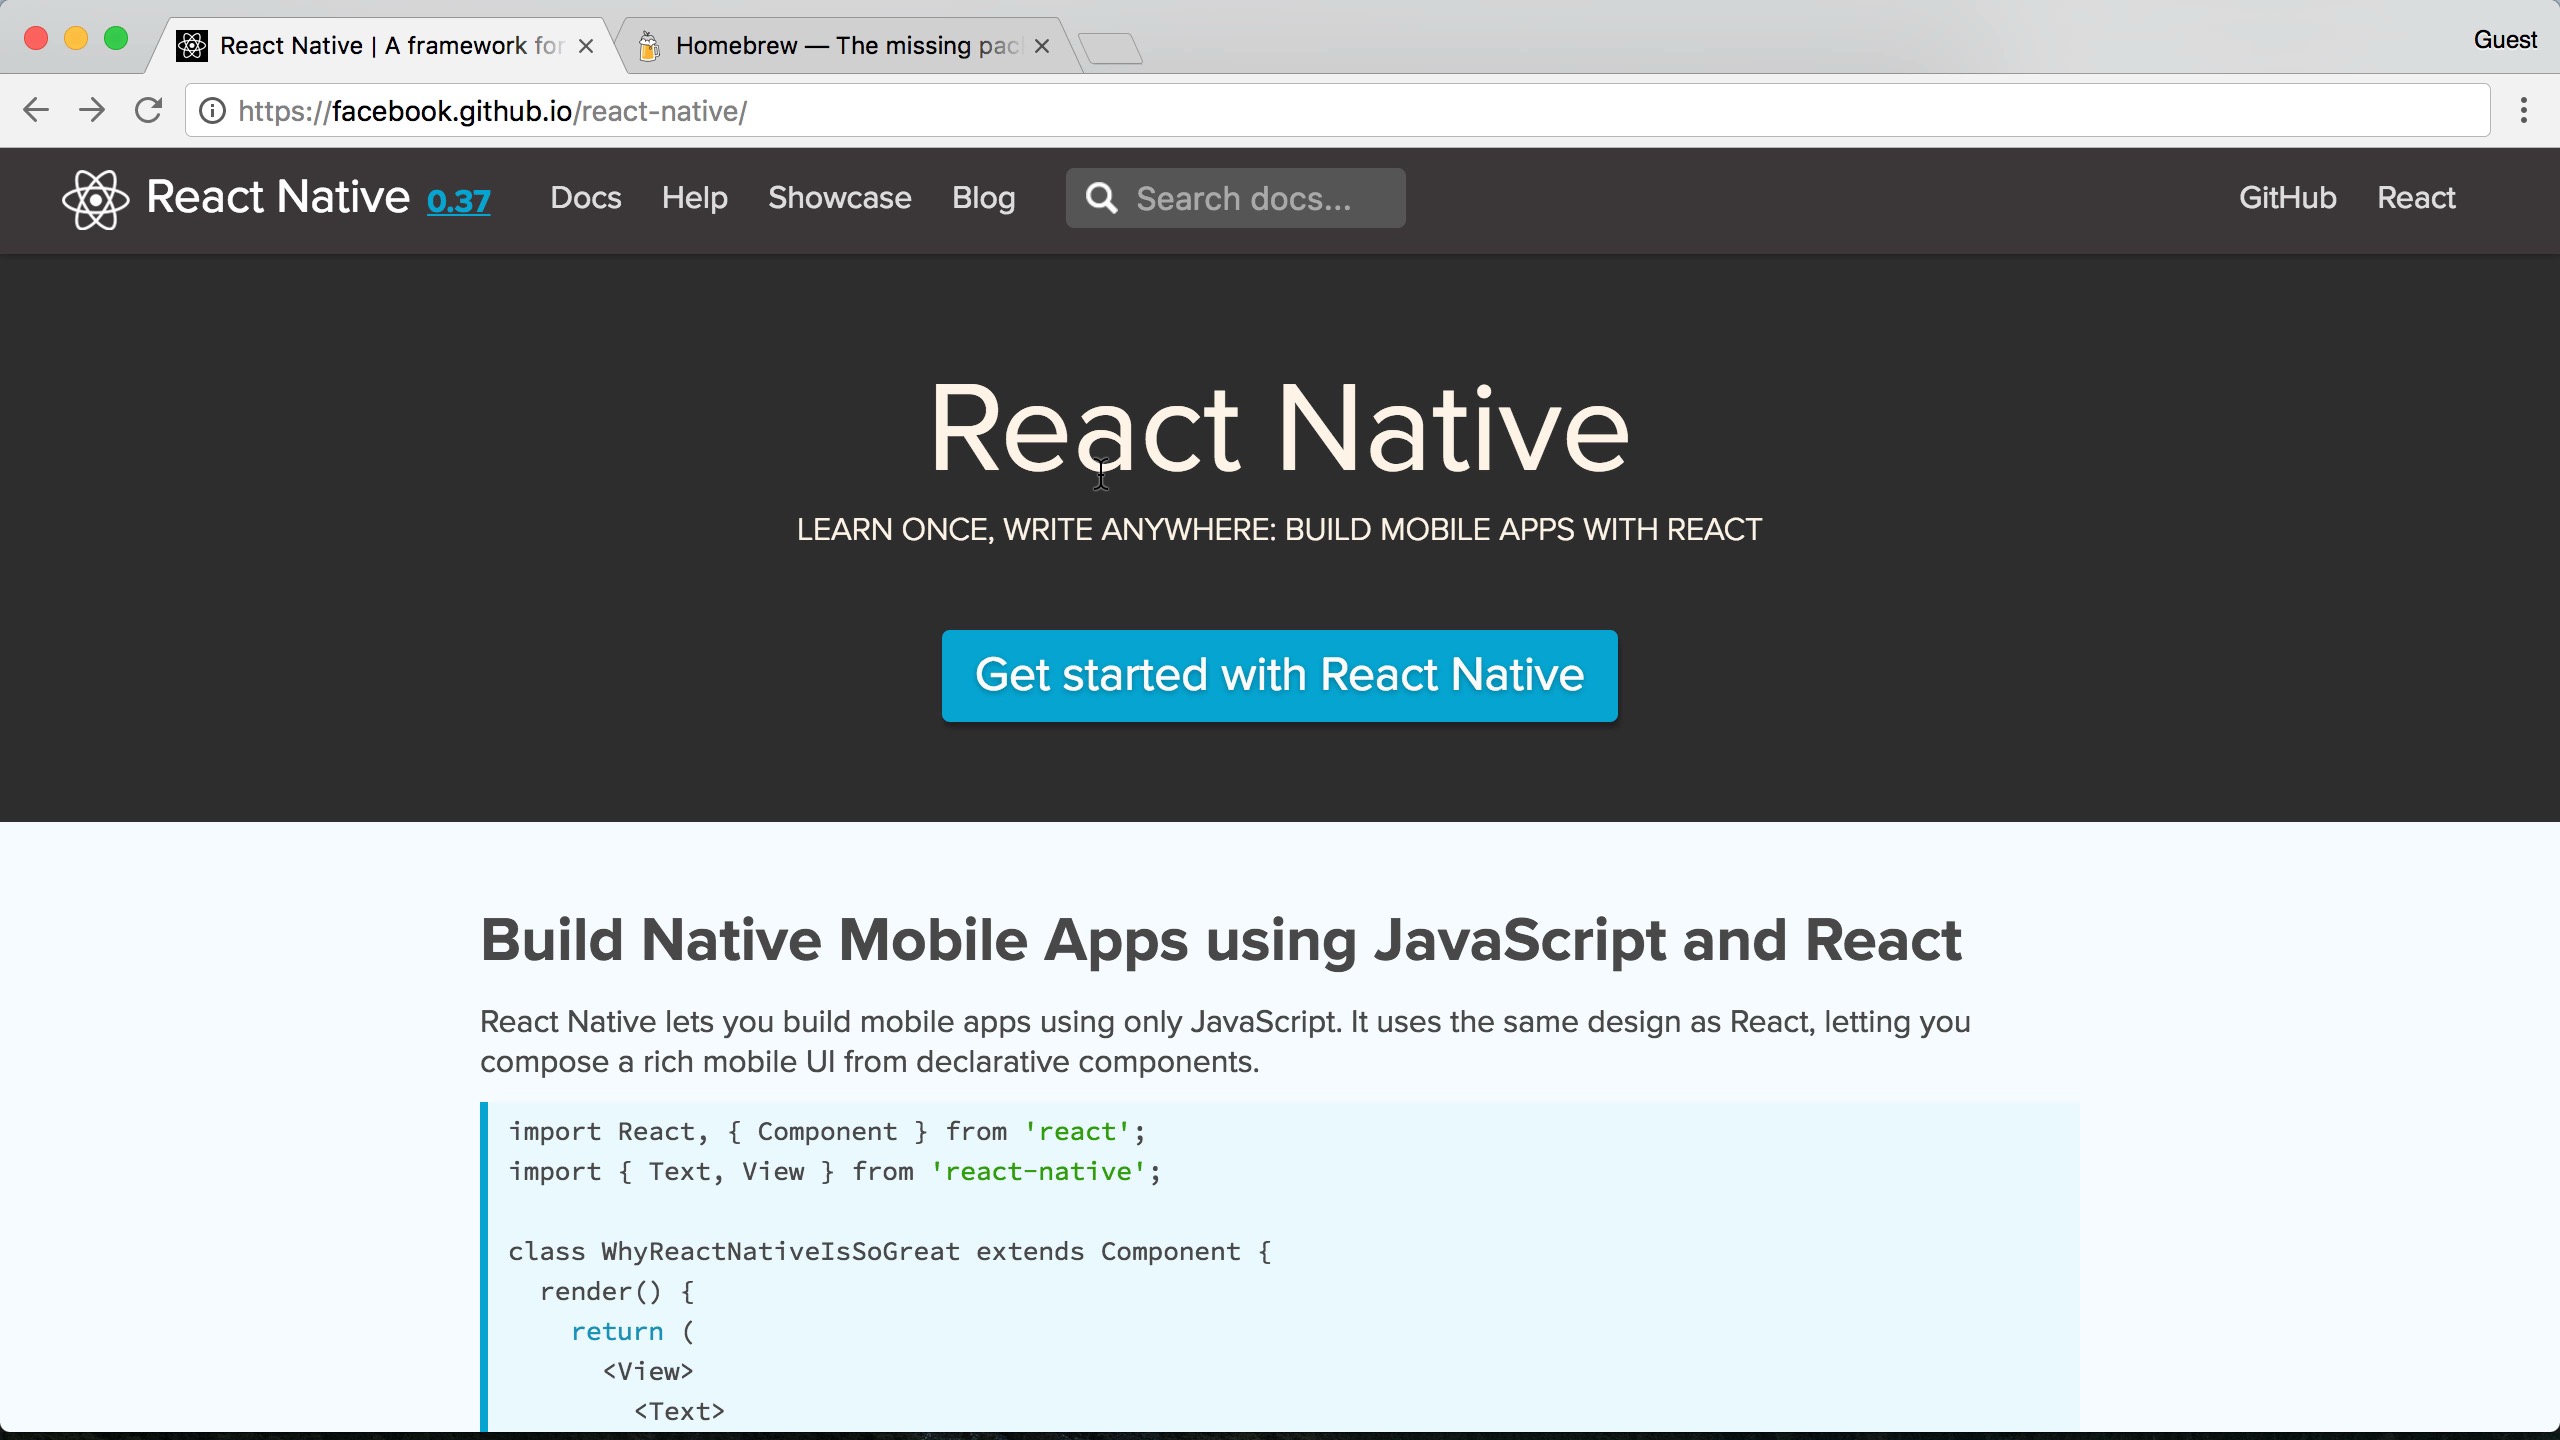 React Native | A framework for
Homebrew — The missing pac
Guest
https://facebook.github.io/react-native/
React Native 0.37 Docs Help Showcase Blog Search docs... GitHub React
React Native
LEARN ONCE, WRITE ANYWHERE: BUILD MOBILE APPS WITH REACT
Get started with React Native
Build Native Mobile Apps using JavaScript and React
React Native lets you build mobile apps using only JavaScript. It uses the same design as React, letting you
compose a rich mobile UI from declarative components.
import React, { Component } from 'react';
import { Text, View } from 'react-native';
class WhyReactNativeIsSoGreat extends Component {
render() {
return (
<View>
<Text>